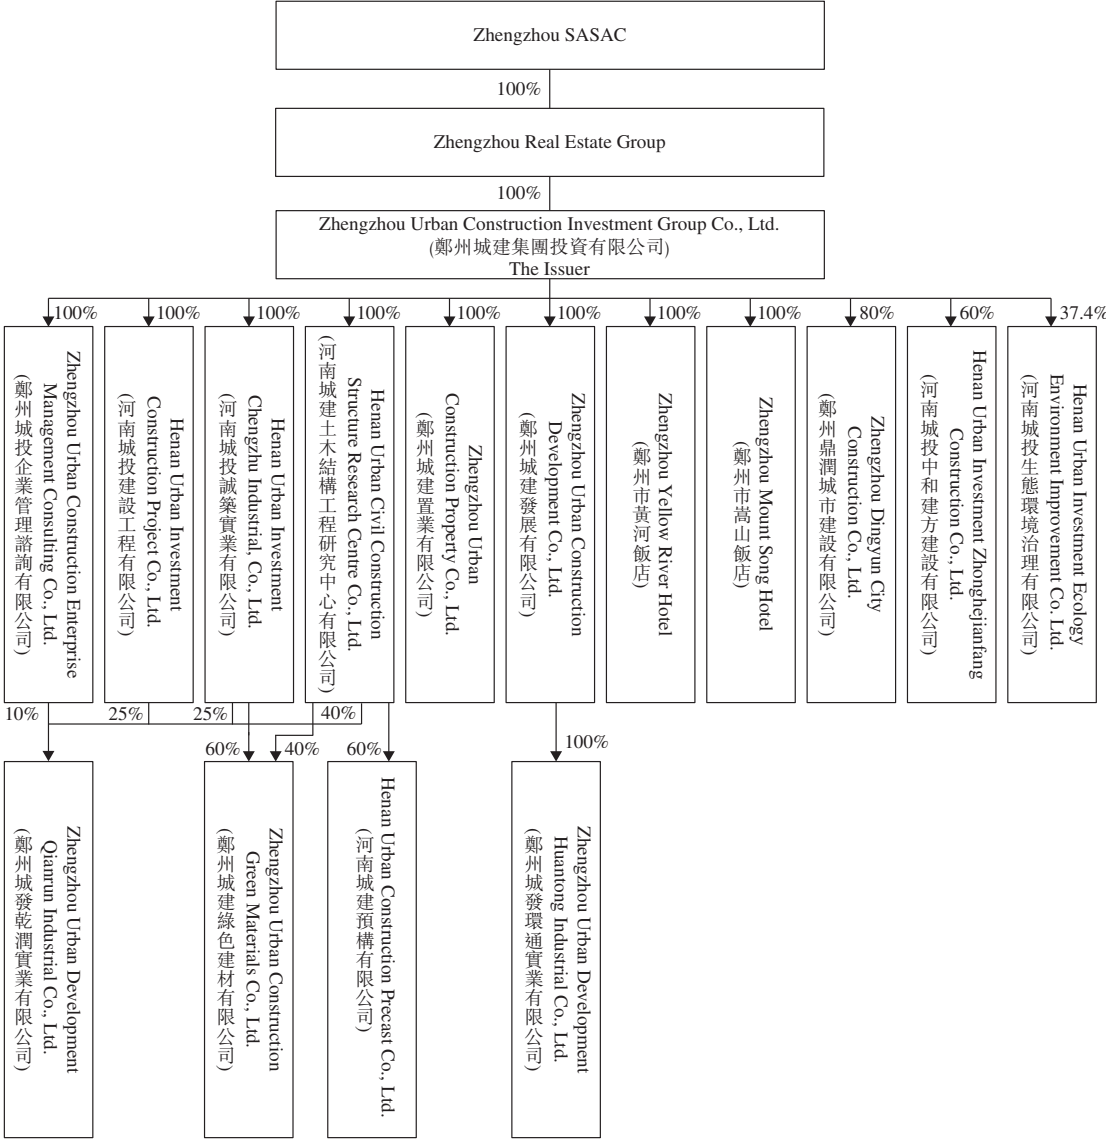 Zhengzhou SASAC
100%
Zhengzhou Real Estate Group
100%
Zhengzhou Urban Construction Investment Group Co., Ltd.
(鄭州城建集團投資有限公司)
The Issuer
100%
100%
100%
100%
100%
100%
100%
100%
80%
60%
37.4%
Zhengzhou Urban Construction Enterprise
Management Consulting Co., Ltd.
(鄭州城投企業管理諮詢有限公司)
Henan Urban Investment
Construction Project Co., Ltd.
(河南城投建設工程有限公司)
Henan Urban Investment
Chengzhu Industrial, Co., Ltd.
(河南城投誠築實業有限公司)
Henan Urban Civil Construction
Structure Research Centre Co., Ltd.
(河南城建土木結構工程研究中心有限公司)
Zhengzhou Urban
Construction Property Co., Ltd.
(鄭州城建置業有限公司)
Zhengzhou Urban Construction
Development Co., Ltd.
(鄭州城建發展有限公司)
Zhengzhou Yellow River Hotel
(鄭州市黃河飯店)
Zhengzhou Mount Song Hotel
(鄭州市嵩山飯店)
Zhengzhou Dingyun City
Construction Co., Ltd.
(鄭州鼎潤城市建設有限公司)
Henan Urban Investment Zhonghejianfang
Construction Co., Ltd.
(河南城投中和建方建設有限公司)
Henan Urban Investment Ecology
Environment Improvement Co. Ltd.
(河南城投生態環境治理有限公司)
10%
25%
25%
40%
60%
40%
60%
100%
Zhengzhou Urban Development
Qianrun Industrial Co., Ltd.
(鄭州城發乾潤實業有限公司)
Zhengzhou Urban Construction
Green Materials Co., Ltd.
(鄭州城建綠色建材有限公司)
Henan Urban Construction Precast Co., Ltd.
(河南城建預構有限公司)
Zhengzhou Urban Development
Huantong Industrial Co., Ltd.
(鄭州城發環通實業有限公司)